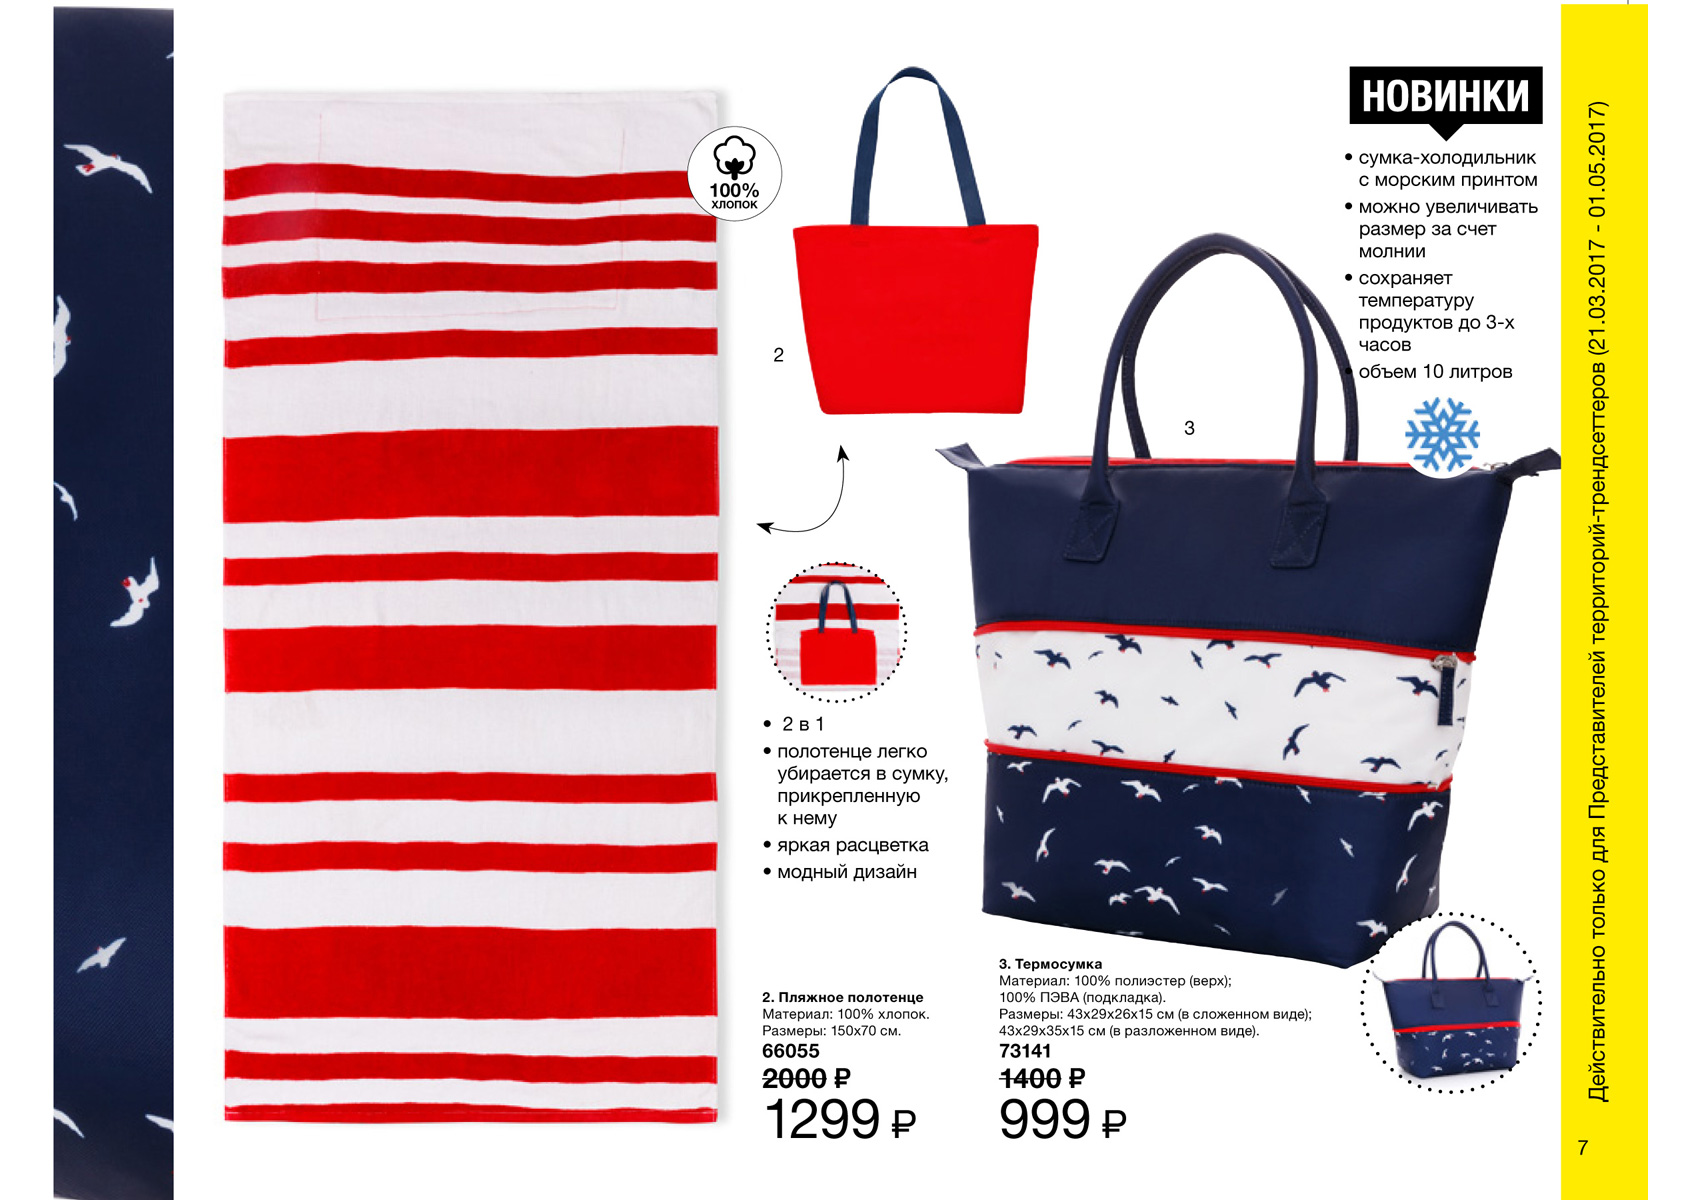 НОВИНКИ
• сумка-холодильник
с морским принтом
• можно увеличивать
размер за счет
молнии
• сохраняет
температуру
продуктов до 3-х
часов
• объем 10 литров
100%
ХЛОПОК
2
3
• 2 в 1
• полотенце легко
убирается в сумку,
прикрепленную
к нему
• яркая расцветка
• модный дизайн
2. Пляжное полотенце
Материал: 100% хлопок.
Размеры: 150x70 см.
66055
2000 ₽
1299 ₽
3. Термосумка
Материал: 100% полиэстер (верх);
100% ПЭВА (подкладка).
Размеры: 43x29x26x15 см (в сложенном виде);
43x29x35x15 см (в разложенном виде).
73141
1400 ₽
999 ₽
Действительно только для Представителей территорий-трендсеттеров (21.03.2017 - 01.05.2017)
7